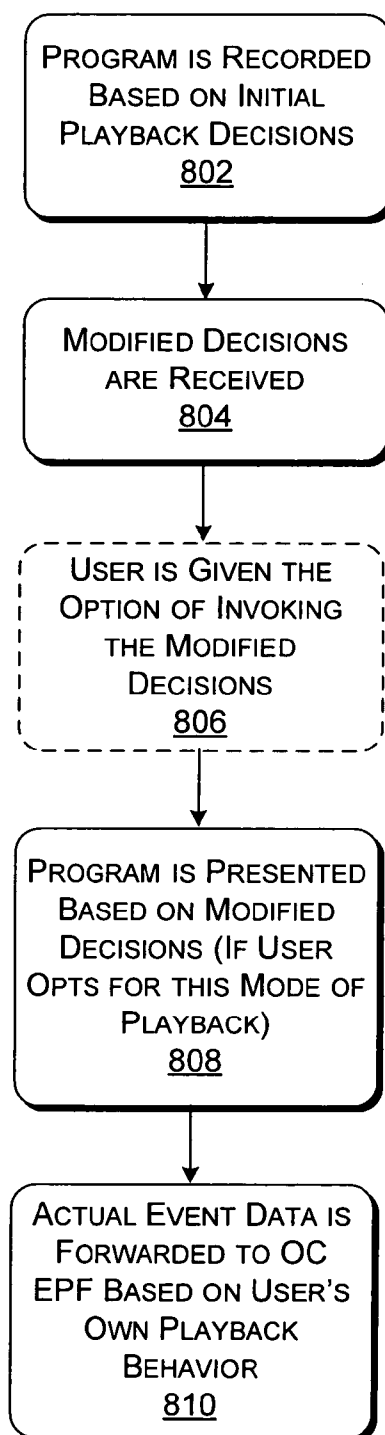 PROGRAM IS RECORDED
BASED ON INITIAL
PLAYBACK DECISIONS
802
MODIFIED DECISIONS
ARE RECEIVED
804
USER IS GIVEN THE
OPTION OF INVOKING
THE MODIFIED
DECISIONS
806
PROGRAM IS PRESENTED
BASED ON MODIFIED
DECISIONS (IF USER
OPTS FOR THIS MODE OF
PLAYBACK)
808
ACTUAL EVENT DATA IS
FORWARDED TO OC
EPF BASED ON USER'S
OWN PLAYBACK
BEHAVIOR
810